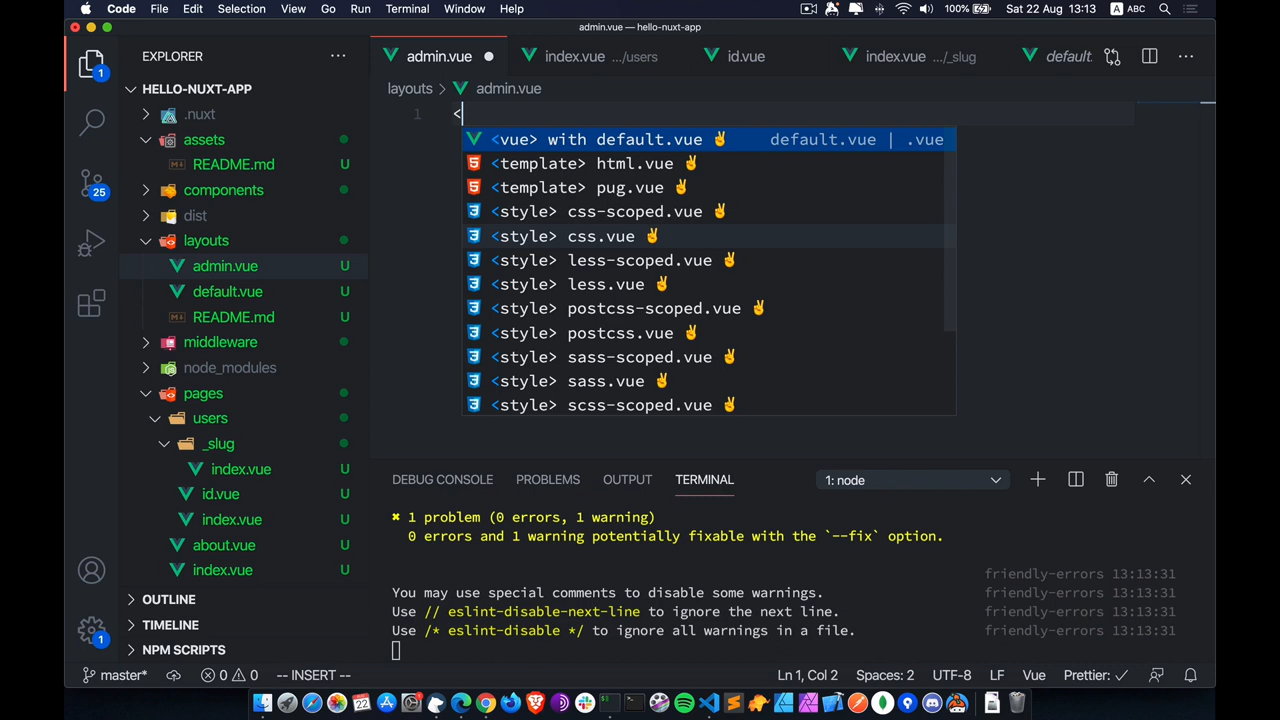 Code File Edit Selection View Go Run Terminal Window Help 100% Sat 22 Aug 13:13 A ABC
admin.vue — hello-nuxt-app
EXPLORER
HELLO-NUXT-APP
.nuxt
assets
README.md U
components
dist
layouts
admin.vue U
default.vue U
README.md U
middleware
node_modules
pages
users
_slug
index.vue U
id.vue U
index.vue U
about.vue U
index.vue U
OUTLINE
TIMELINE
NPM SCRIPTS
1
25
1
admin.vue index.vue .../users id.vue index.vue .../_slug default.
layouts > admin.vue
1 <
<vue> with default.vue ✌ default.vue | .vue
<template> html.vue ✌
<template> pug.vue ✌
<style> css-scoped.vue ✌
<style> css.vue ✌
<style> less-scoped.vue ✌
<style> less.vue ✌
<style> postcss-scoped.vue ✌
<style> postcss.vue ✌
<style> sass-scoped.vue ✌
<style> sass.vue ✌
<style> scss-scoped.vue ✌
DEBUG CONSOLE PROBLEMS OUTPUT TERMINAL 1: node
✖ 1 problem (0 errors, 1 warning)
0 errors and 1 warning potentially fixable with the `--fix` option.
friendly-errors 13:13:31
You may use special comments to disable some warnings. friendly-errors 13:13:31
Use // eslint-disable-next-line to ignore the next line. friendly-errors 13:13:31
Use /* eslint-disable */ to ignore all warnings in a file. friendly-errors 13:13:31
master* 0 0 -- INSERT -- Ln 1, Col 2 Spaces: 2 UTF-8 LF Vue Prettier: ✓